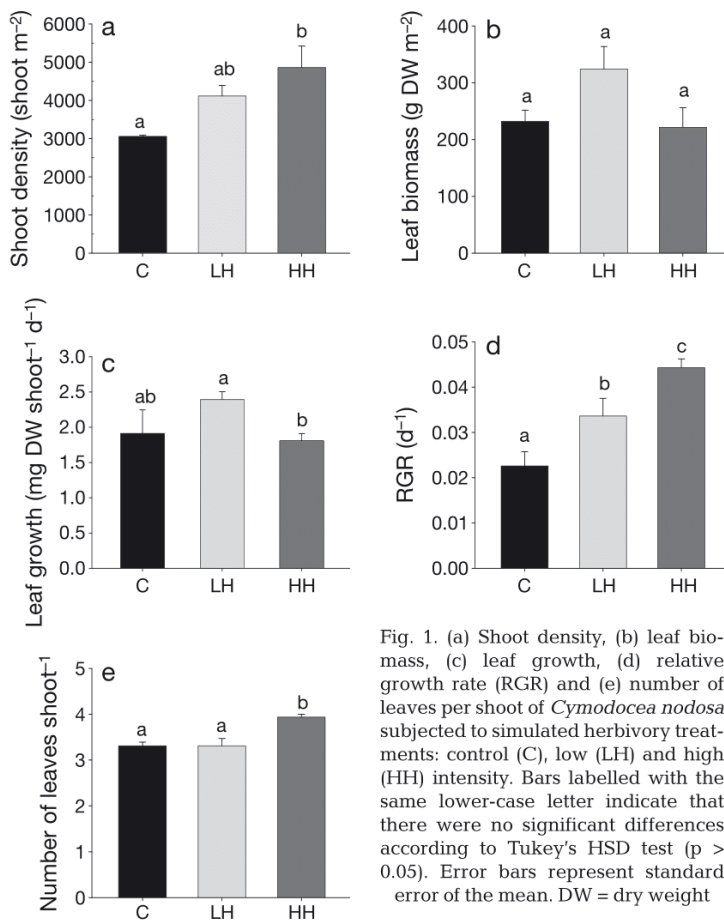 a
Shoot density (shoot m⁻²)
6000
5000
4000
3000
2000
1000
0
a
ab
b
C LH HH
b
Leaf biomass (g DW m⁻²)
400
300
200
100
0
a
a
a
C LH HH
c
Leaf growth (mg DW shoot⁻¹ d⁻¹)
3.0
2.5
2.0
1.5
1.0
0.5
0.0
ab
a
b
C LH HH
d
RGR (d⁻¹)
0.05
0.04
0.03
0.02
0.01
0.00
a
b
c
C LH HH
e
Number of leaves shoot⁻¹
5
4
3
2
1
0
a
a
b
C LH HH
Fig. 1. (a) Shoot density, (b) leaf bio-
mass, (c) leaf growth, (d) relative
growth rate (RGR) and (e) number of
leaves per shoot of Cymodocea nodosa
subjected to simulated herbivory treat-
ments: control (C), low (LH) and high
(HH) intensity. Bars labelled with the
same lower-case letter indicate that
there were no significant differences
according to Tukey's HSD test (p >
0.05). Error bars represent standard
error of the mean. DW = dry weight